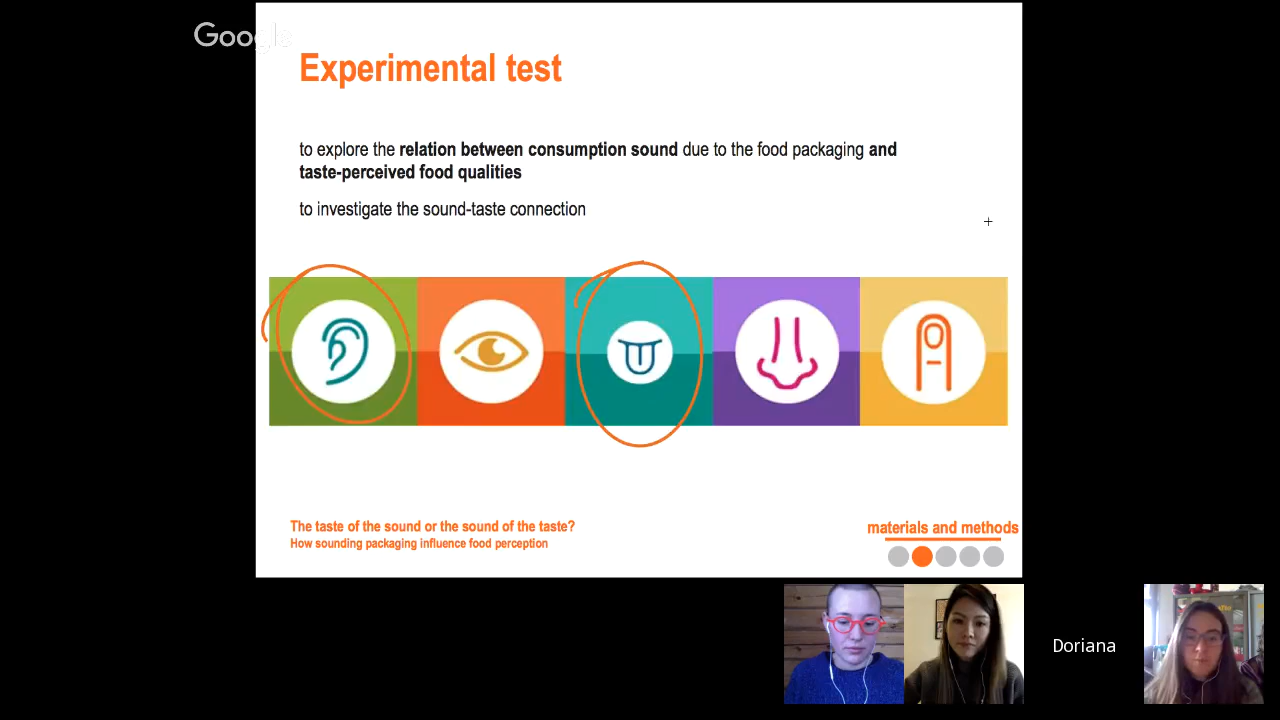 Google
Experimental test
to explore the relation between consumption sound due to the food packaging and
taste-perceived food qualities
to investigate the sound-taste connection
The taste of the sound or the sound of the taste?
How sounding packaging influence food perception
materials and methods
Doriana